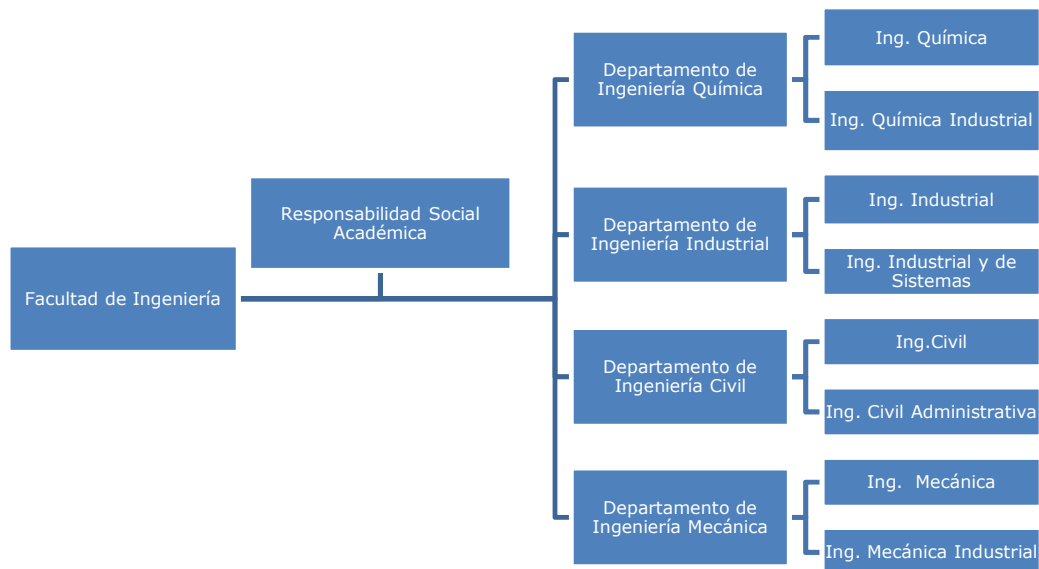 Facultad de Ingeniería
Responsabilidad Social
Académica
Departamento de
Ingeniería Química
Ing. Química
Ing. Química Industrial
Departamento de
Ingeniería Industrial
Ing. Industrial
Ing. Industrial y de
Sistemas
Departamento de
Ingeniería Civil
Ing.Civil
Ing. Civil Administrativa
Departamento de
Ingeniería Mecánica
Ing.  Mecánica
Ing. Mecánica Industrial